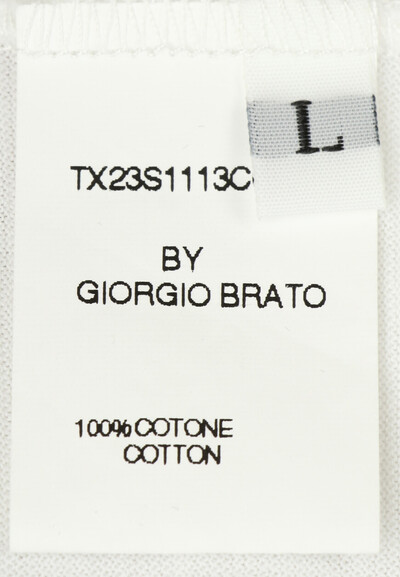 L
TX23S1113C
BY
GIORGIO BRATO
100% COTONE
COTTON